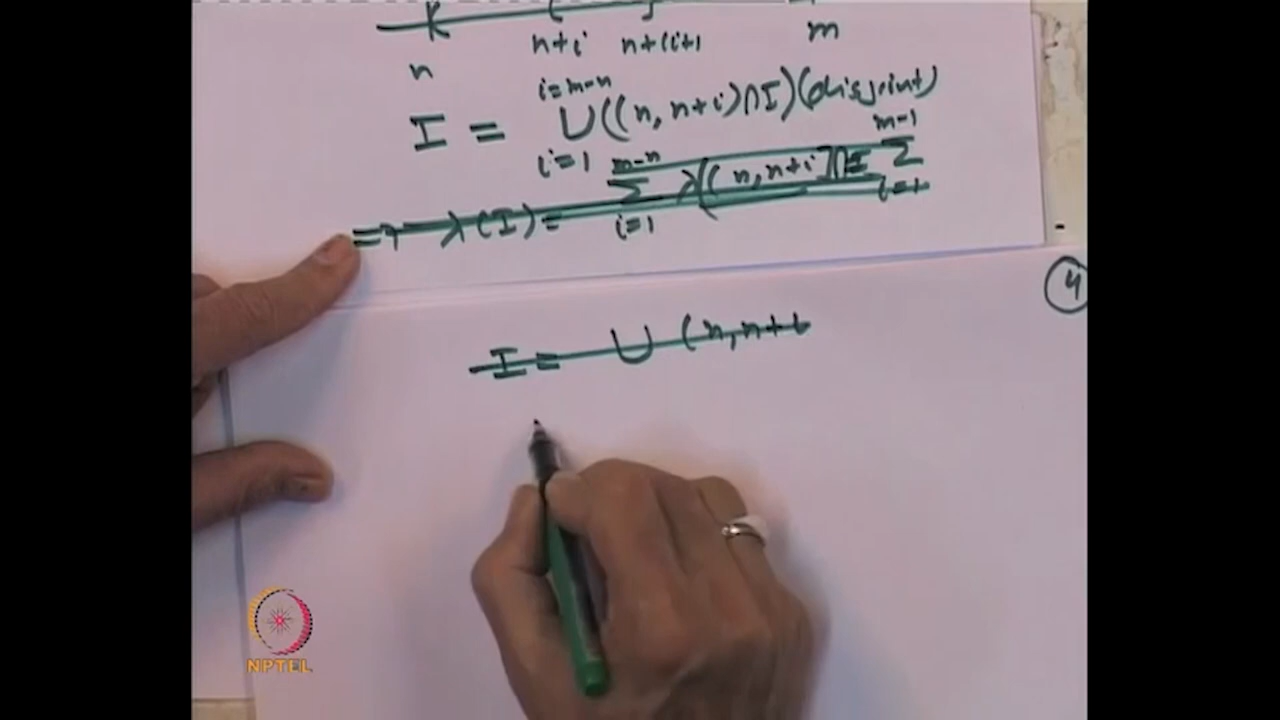 n+i n+(i+1 m
n
i=m-n
I = ∪((n, n+i)∩I)(disjoint)
i=1
m-n m-1
=> λ(I) = Σ λ((n, n+i]∩I Σ
i=1 i=1
4
I = ∪ (n, n+i
NPTEL